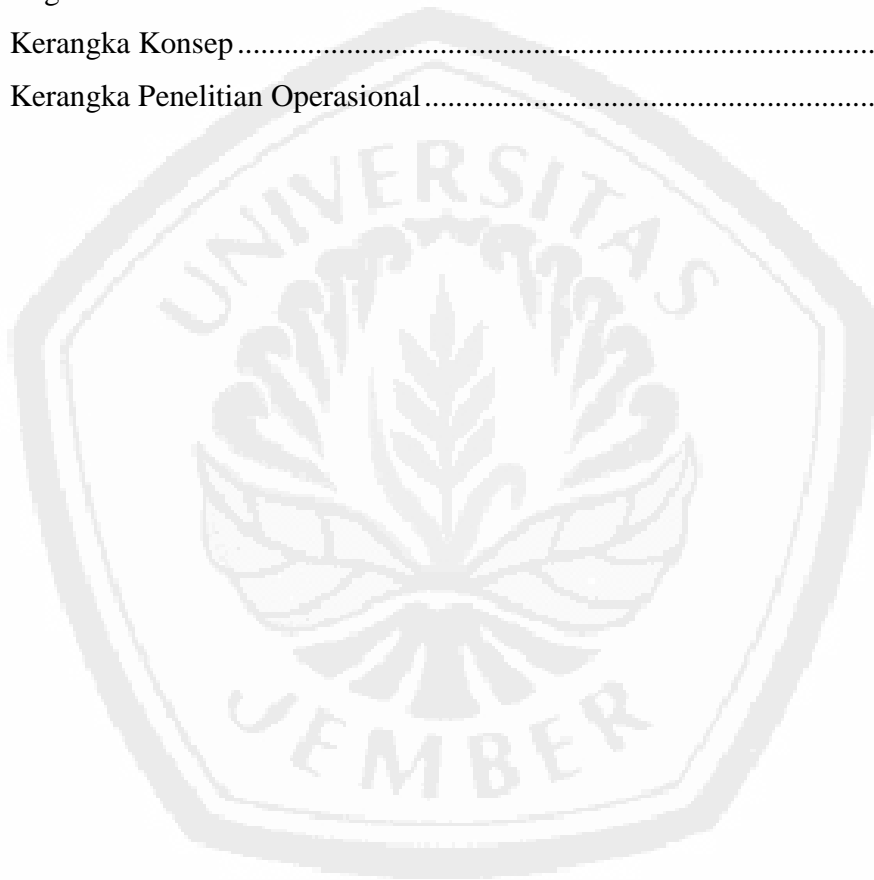 Kerangka Konsep....................................................................................
Kerangka Penelitian Operasional............................................................
UNIVERSITAS
JEMBER